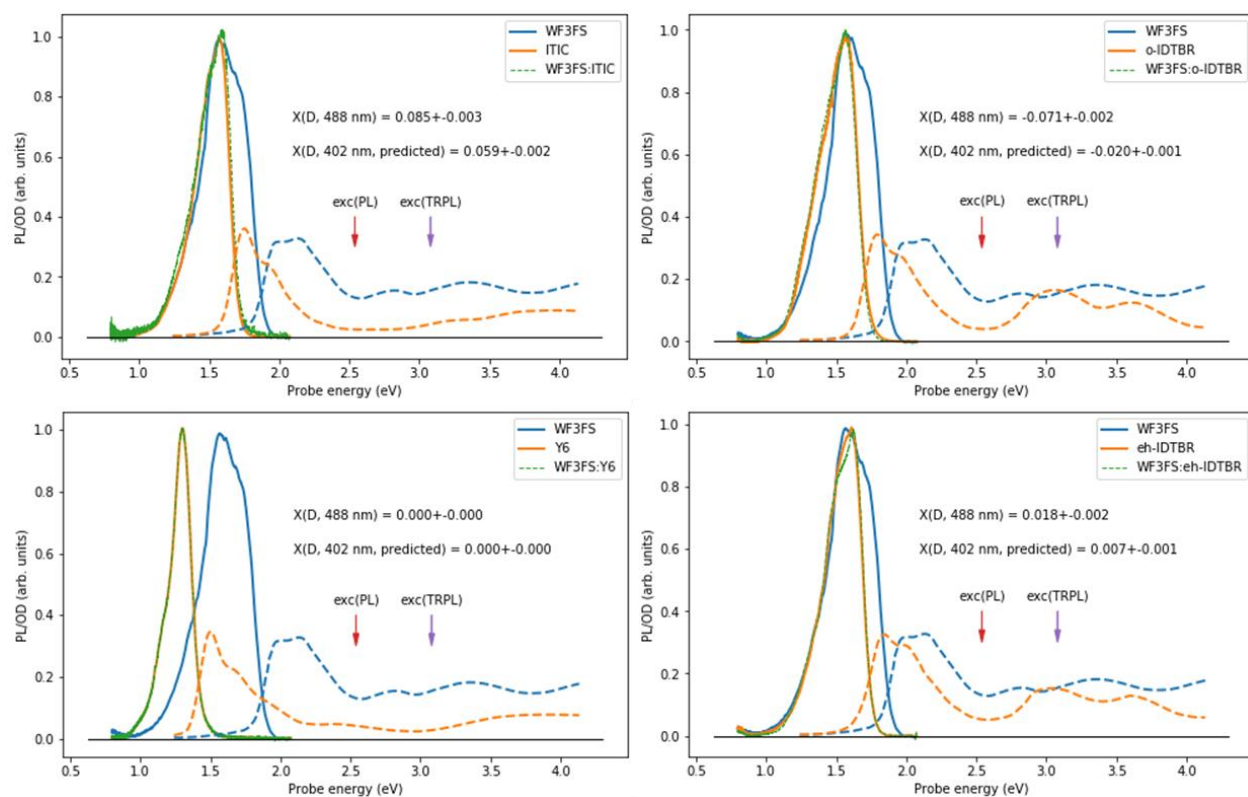 WF3FS
ITIC
WF3FS:ITIC
X(D, 488 nm) = 0.085+-0.003
X(D, 402 nm, predicted) = 0.059+-0.002
exc(PL) exc(TRPL)
PL/OD (arb. units)
1.0
0.8
0.6
0.4
0.2
0.0
0.5 1.0 1.5 2.0 2.5 3.0 3.5 4.0
Probe energy (eV)
WF3FS
o-IDTBR
WF3FS:o-IDTBR
X(D, 488 nm) = -0.071+-0.002
X(D, 402 nm, predicted) = -0.020+-0.001
exc(PL) exc(TRPL)
PL/OD (arb. units)
1.0
0.8
0.6
0.4
0.2
0.0
0.5 1.0 1.5 2.0 2.5 3.0 3.5 4.0
Probe energy (eV)
WF3FS
Y6
WF3FS:Y6
X(D, 488 nm) = 0.000+-0.000
X(D, 402 nm, predicted) = 0.000+-0.000
exc(PL) exc(TRPL)
PL/OD (arb. units)
1.0
0.8
0.6
0.4
0.2
0.0
0.5 1.0 1.5 2.0 2.5 3.0 3.5 4.0
Probe energy (eV)
WF3FS
eh-IDTBR
WF3FS:eh-IDTBR
X(D, 488 nm) = 0.018+-0.002
X(D, 402 nm, predicted) = 0.007+-0.001
exc(PL) exc(TRPL)
PL/OD (arb. units)
1.0
0.8
0.6
0.4
0.2
0.0
0.5 1.0 1.5 2.0 2.5 3.0 3.5 4.0
Probe energy (eV)